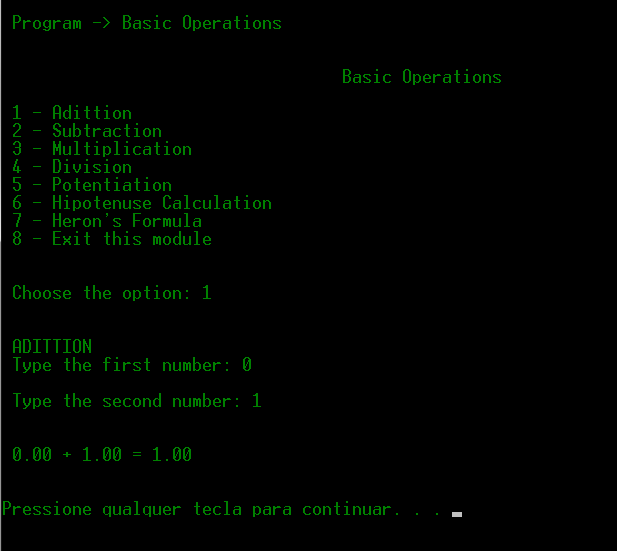 Program -> Basic Operations
Basic Operations
1 - Adittion
2 - Subtraction
3 - Multiplication
4 - Division
5 - Potentiation
6 - Hipotenuse Calculation
7 - Heron's Formula
8 - Exit this module
Choose the option: 1
ADITTION
Type the first number: 0
Type the second number: 1
0.00 + 1.00 = 1.00
Pressione qualquer tecla para continuar. . .